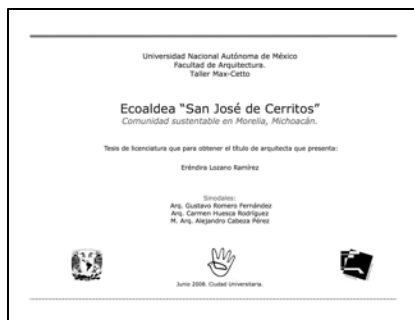 Universidad Nacional Autónoma de México
Facultad de Arquitectura.
Taller Max-Cetto
Ecoaldea “San José de Cerritos”
Comunidad sustentable en Morelia, Michoacán.
Tesis de licenciatura que para obtener el título de arquitecta que presenta:
Eréndira Lozano Ramírez
Sinodales:
Arq. Gustavo Romero Fernández
Arq. Carmen Huesca Rodríguez
M. Arq. Alejandro Cabeza Pérez
Junio 2008. Ciudad Universitaria.